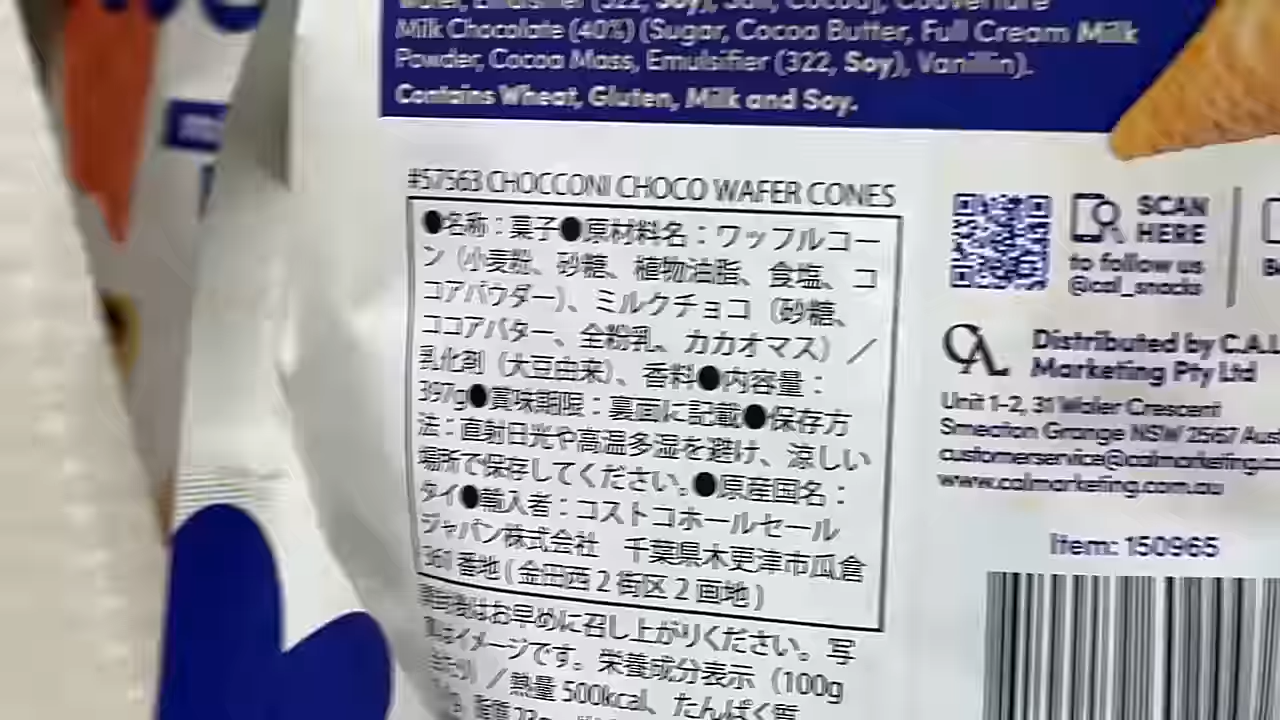 Water, Emulsifier (322, Soy), Salt, Cocoa), Couverture
Milk Chocolate (40%) (Sugar, Cocoa Butter, Full Cream Milk
Powder, Cocoa Mass, Emulsifier (322, Soy), Vanillin).
Contains Wheat, Gluten, Milk and Soy.
#57563 CHOCCONI CHOCO WAFER CONES
●名称：菓子●原材料名：ワッフルコー
ン（小麦粉、砂糖、植物油脂、食塩、コ
コアパウダー）、ミルクチョコ（砂糖、
ココアバター、全粉乳、カカオマス）／
乳化剤（大豆由来）、香料●内容量：
397g●賞味期限：裏面に記載●保存方
法：直射日光や高温多湿を避け、涼しい
場所で保存してください。●原産国名：
タイ●輸入者：コストコホールセール
ジャパン株式会社　千葉県木更津市瓜倉
361番地(金田西2街区2画地)
開封後はお早めに召し上がりください。写
真はイメージです。栄養成分表示（100g
当たり）／熱量 500kcal、たんぱく質
脂質
SCAN
HERE
to follow us
@cal_snacks
CAL
Distributed by C.A.L
Marketing Pty Ltd
Unit 1-2, 31 Waler Crescent
Smeaton Grange NSW 2567 Aus
customerservice@calmarketing.c
www.calmarketing.com.au
Item: 150965